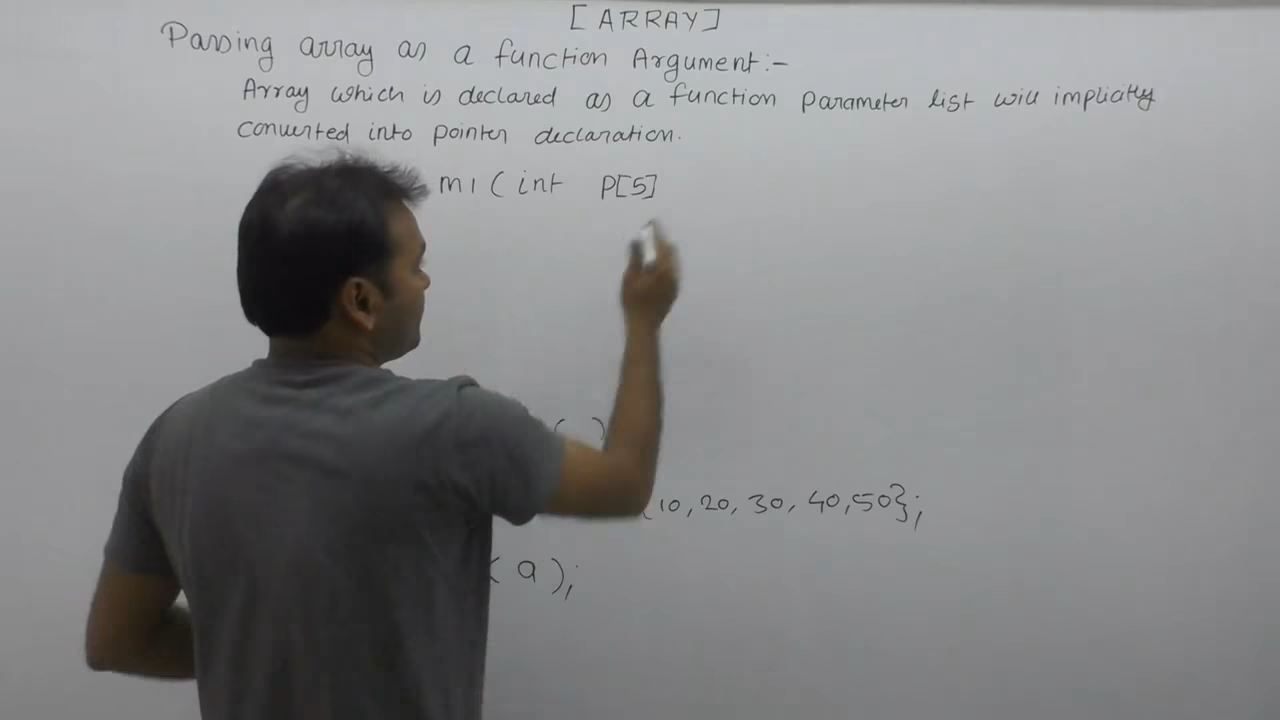 [ARRAY]
Passing array as a function Argument:-
Array which is declared as a function parameter list will implicitly
converted into pointer declaration.
m1( int P[5]
( )
{10,20,30,40,50};
( a );